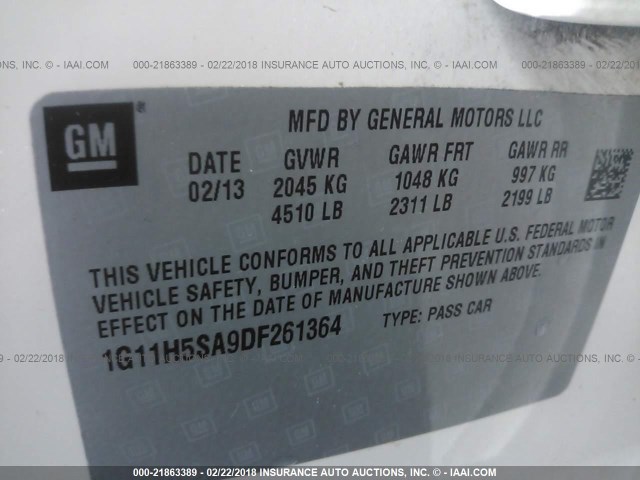 INC. © - IAAI.COM 000-21863389 - 02/22/2018 INSURANCE AUTO AUCTIONS, INC. © - IAAI.COM 000-21863389 - 02/22/2018 INSURANCE AUTO AUCTIONS,
GM ®
MFD BY GENERAL MOTORS LLC
DATE GVWR GAWR FRT GAWR RR
02/13 2045 KG 1048 KG 997 KG
4510 LB 2311 LB 2199 LB
THIS VEHICLE CONFORMS TO ALL APPLICABLE U.S. FEDERAL MOTOR
VEHICLE SAFETY, BUMPER, AND THEFT PREVENTION STANDARDS IN
EFFECT ON THE DATE OF MANUFACTURE SHOWN ABOVE.
1G11H5SA9DF261364 TYPE: PASS CAR
GM
000-21863389 - 02/22/2018 INSURANCE AUTO AUCTIONS, INC. © - IAAI.COM